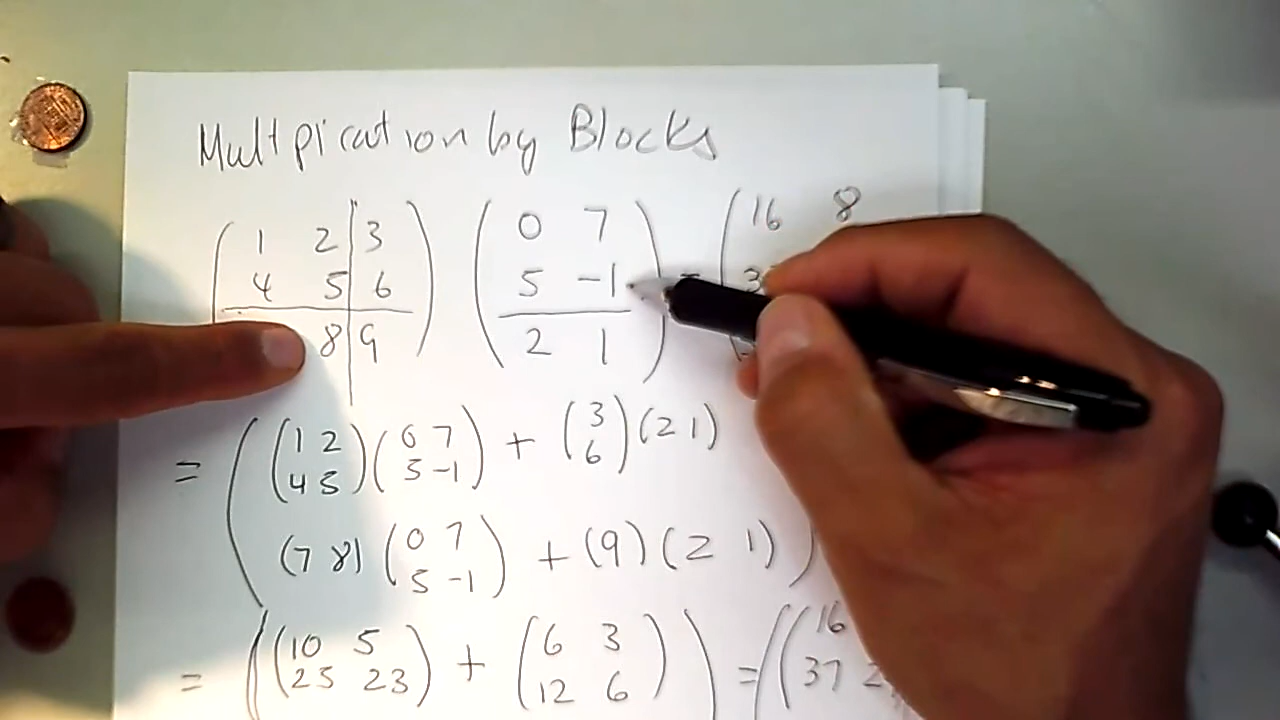 Multpication by Blocks
( 1 2 | 3 ) ( 0 7 ) = ( 16 8
4 5 | 6 5 -1
8 | 9 2 1
= ( (1 2) (0 7) + (3) (2 1)
4 5 5 -1 6
(7 8) (0 7) + (9) (2 1) )
5 -1
= ( (10 5) + (6 3) ) = ( (16
25 23 12 6 37